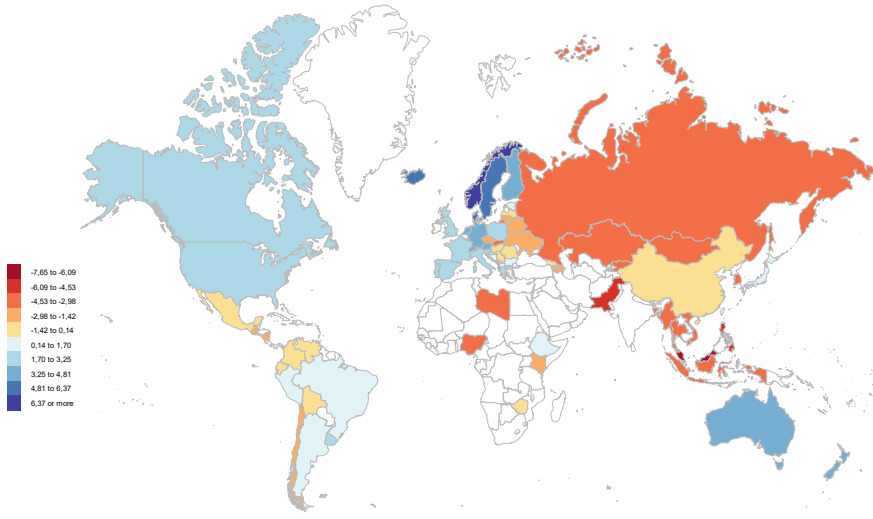 -7,65 to -6,09
-6,09 to -4,53
-4,53 to -2,98
-2,98 to -1,42
-1,42 to 0,14
0,14 to 1,70
1,70 to 3,25
3,25 to 4,81
4,81 to 6,37
6,37 or more